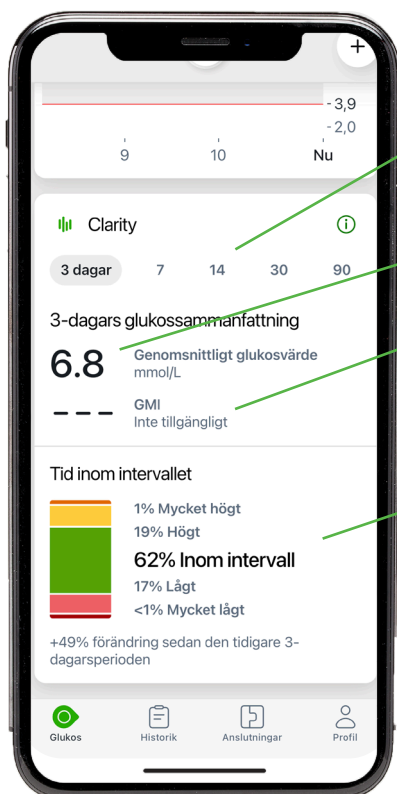 +
3,9
2,0
9 10 Nu
Clarity
3 dagar 7 14 30 90
3-dagars glukossammanfattning
6.8 Genomsnittligt glukosvärde
mmol/L
--- GMI
Inte tillgängligt
Tid inom intervallet
1% Mycket högt
19% Högt
62% Inom intervall
17% Lågt
<1% Mycket lågt
+49% förändring sedan den tidigare 3-
dagarsperioden
Glukos Historik Anslutningar Profil